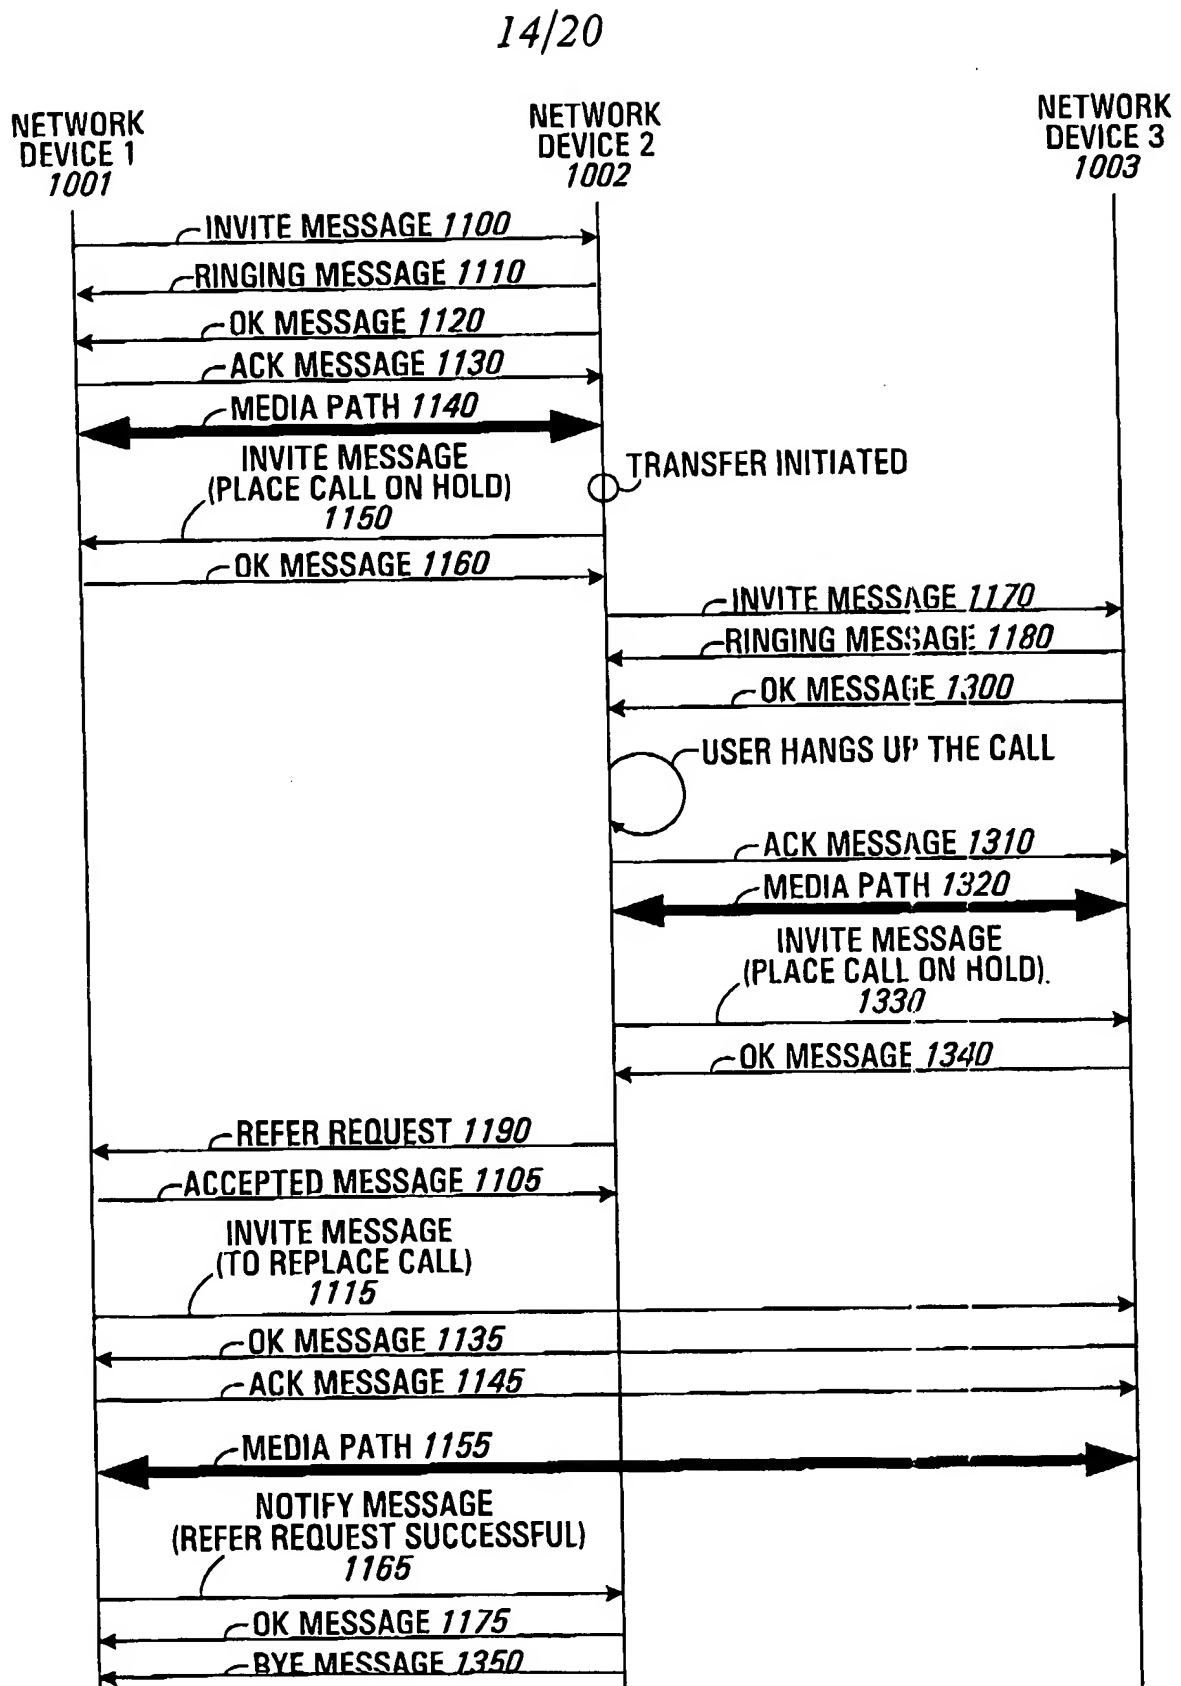 14/20
NETWORK
DEVICE 1
1001
NETWORK
DEVICE 2
1002
NETWORK
DEVICE 3
1003
INVITE MESSAGE 1100
RINGING MESSAGE 1110
OK MESSAGE 1120
ACK MESSAGE 1130
MEDIA PATH 1140
INVITE MESSAGE
(PLACE CALL ON HOLD)
1150
TRANSFER INITIATED
OK MESSAGE 1160
INVITE MESSAGE 1170
RINGING MESSAGE 1180
OK MESSAGE 1300
USER HANGS UP THE CALL
ACK MESSAGE 1310
MEDIA PATH 1320
INVITE MESSAGE
(PLACE CALL ON HOLD).
1330
OK MESSAGE 1340
REFER REQUEST 1190
ACCEPTED MESSAGE 1105
INVITE MESSAGE
(TO REPLACE CALL)
1115
OK MESSAGE 1135
ACK MESSAGE 1145
MEDIA PATH 1155
NOTIFY MESSAGE
(REFER REQUEST SUCCESSFUL)
1165
OK MESSAGE 1175
BYE MESSAGE 1350